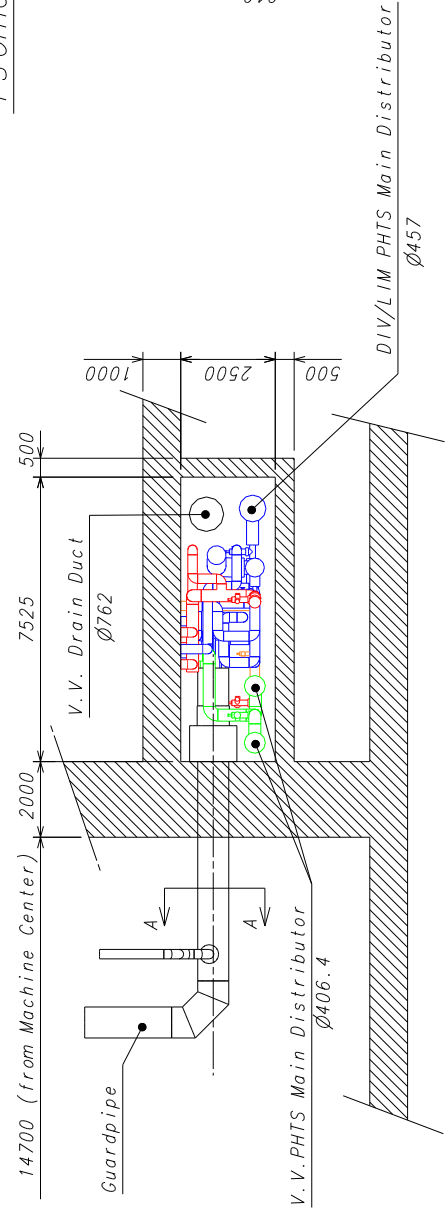 14700 (from Machine Center)
2000
7525
500
1000
2500
500
V.V. Drain Duct
Ø762
DIV/LIM PHTS Main Distributor
Ø457
A
A
Guardpipe
V.V.PHTS Main Distributor
Ø406.4